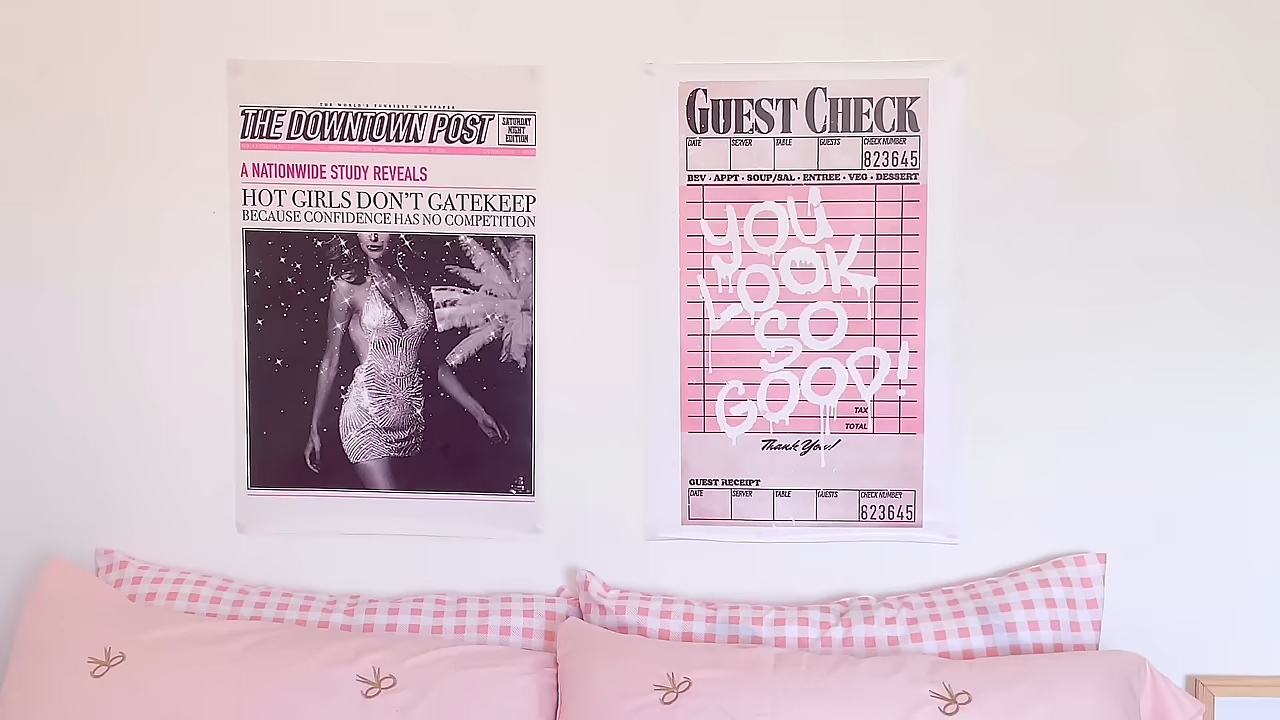 THE WORLD'S FUNNIEST NEWSPAPER
THE DOWNTOWN POST
SATURDAY
NIGHT
EDITION
A NATIONWIDE STUDY REVEALS
HOT GIRLS DON'T GATEKEEP
BECAUSE CONFIDENCE HAS NO COMPETITION
GUEST CHECK
DATE SERVER TABLE GUESTS CHECK NUMBER
823645
BEV • APPT • SOUP/SAL • ENTREE • VEG • DESSERT
YOU
LOOK
SO
GOOD!
TAX
TOTAL
Thank You!
GUEST RECEIPT
DATE SERVER TABLE GUESTS CHECK NUMBER
823645